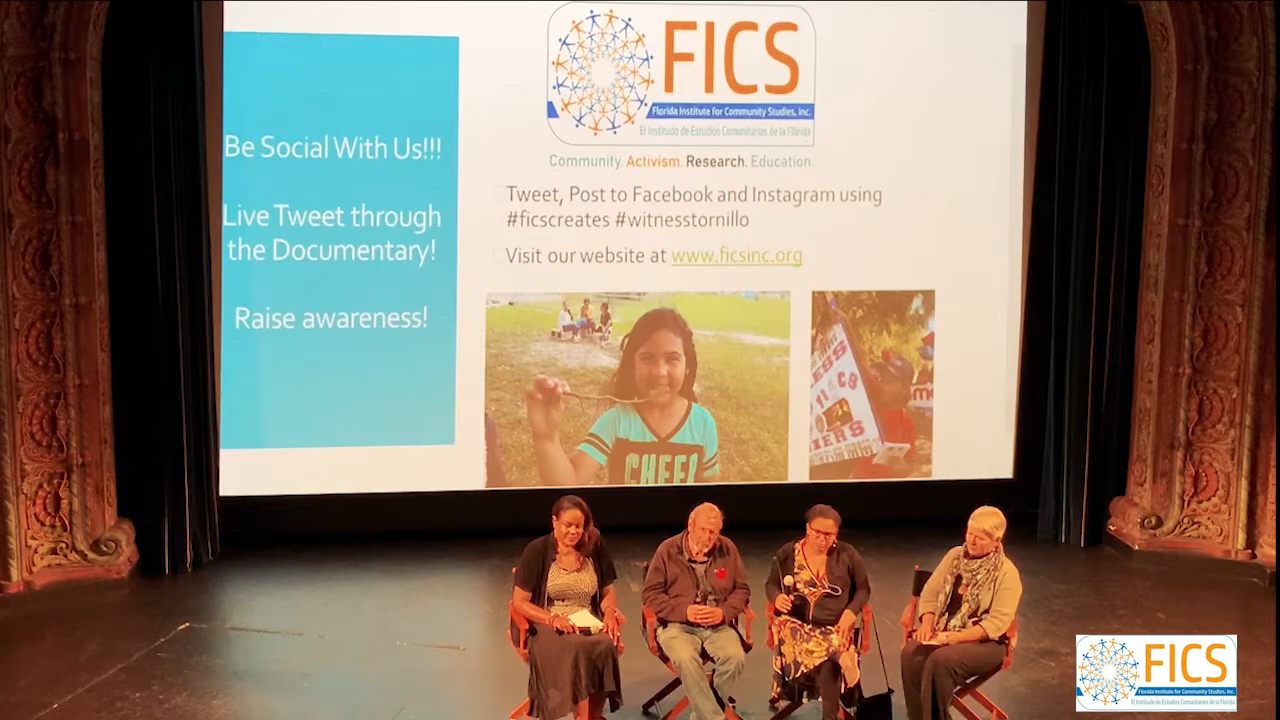 Be Social With Us!!!
Live Tweet through
the Documentary!
Raise awareness!
FICS
Florida Institute for Community Studies, Inc.
El Instituto de Estudios Comunitarios de la Flórida
Community. Activism. Research. Education.
Tweet, Post to Facebook and Instagram using
#ficscreates #witnesstornillo
Visit our website at www.ficsinc.org
CHEE
FICS
Florida Institute for Community Studies, Inc.
El Instituto de Estudios Comunitarios de la Flórida